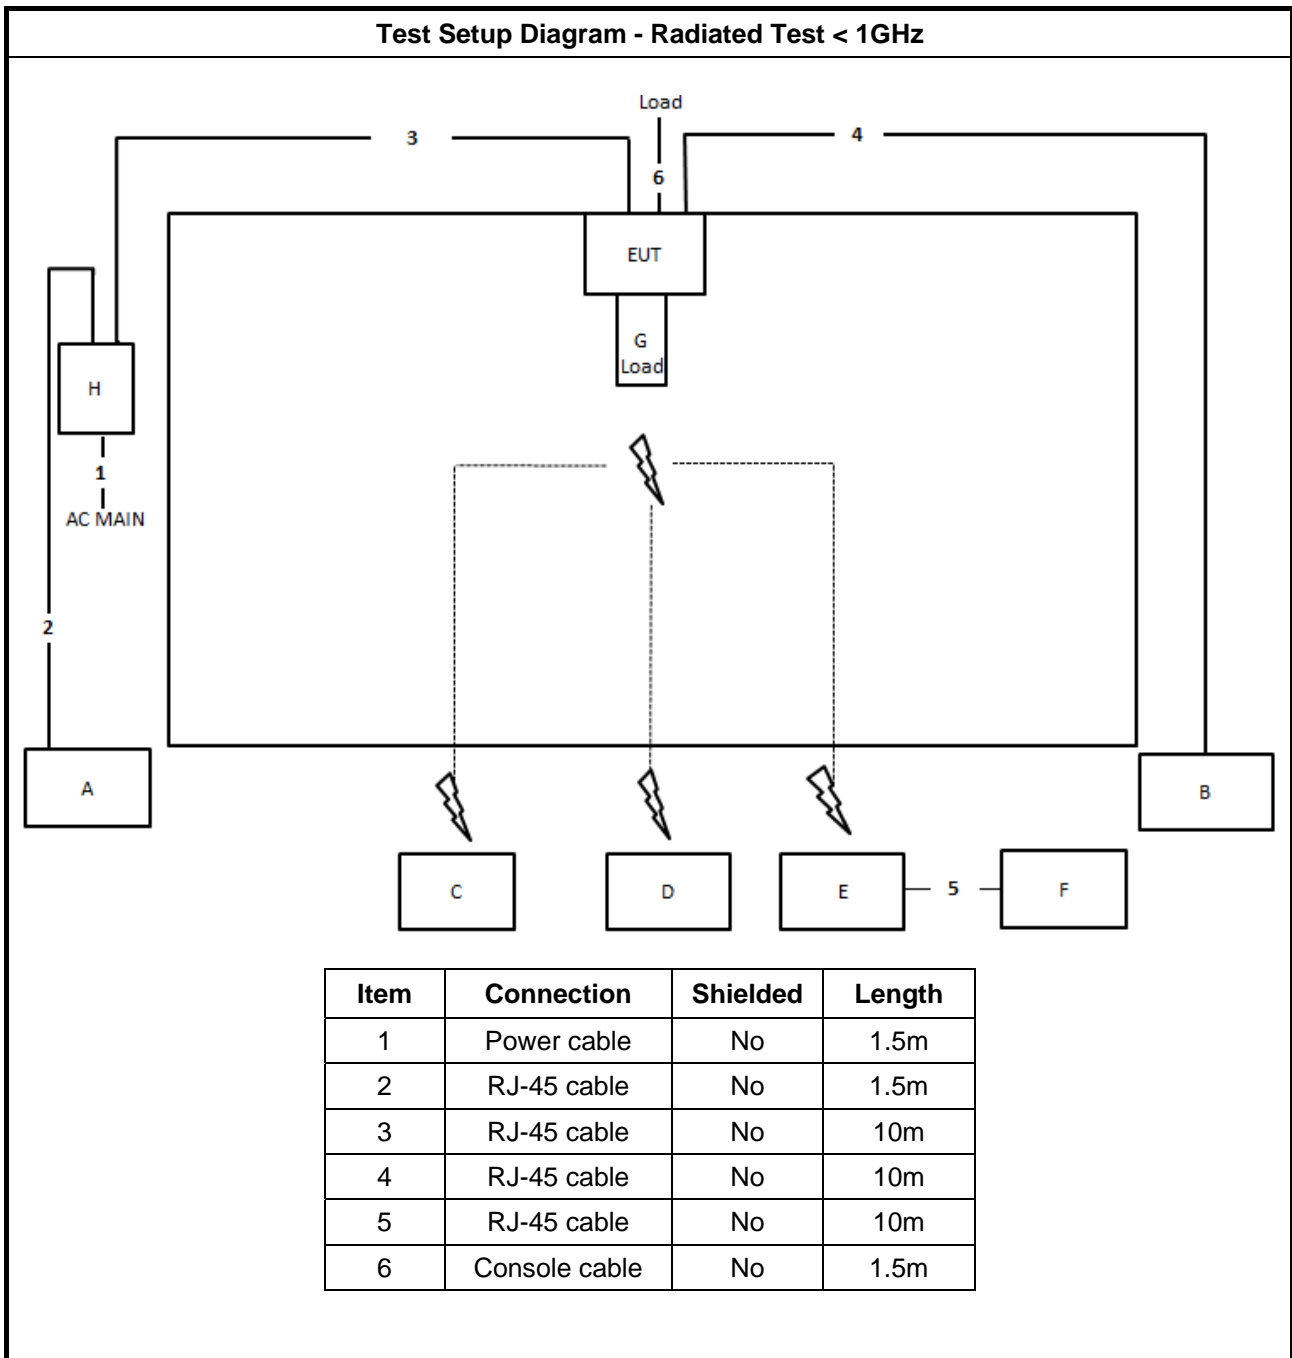 Test Setup Diagram - Radiated Test < 1GHz
Load
3
4
6
EUT
G
Load
H
1
AC MAIN
2
A
B
C
D
E
5
F
Item Connection Shielded Length
1 Power cable No 1.5m
2 RJ-45 cable No 1.5m
3 RJ-45 cable No 10m
4 RJ-45 cable No 10m
5 RJ-45 cable No 10m
6 Console cable No 1.5m